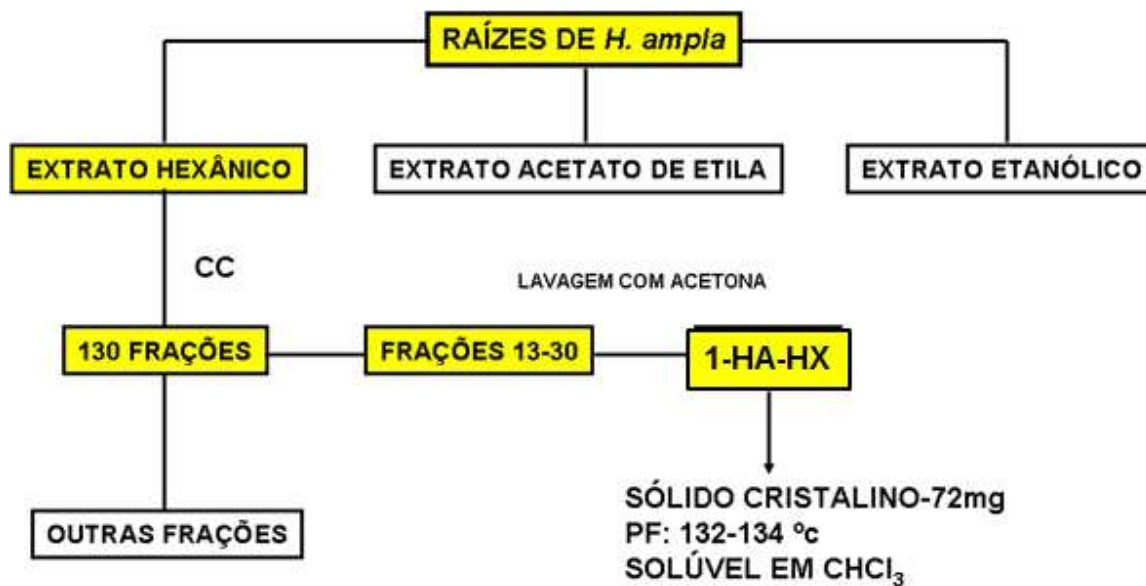 RAÍZES DE H. ampla
EXTRATO HEXÂNICO
EXTRATO ACETATO DE ETILA
EXTRATO ETANÓLICO
CC
LAVAGEM COM ACETONA
130 FRAÇÕES
FRAÇÕES 13-30
1-HA-HX
OUTRAS FRAÇÕES
SÓLIDO CRISTALINO-72mg
PF: 132-134 ºc
SOLÚVEL EM CHCl₃